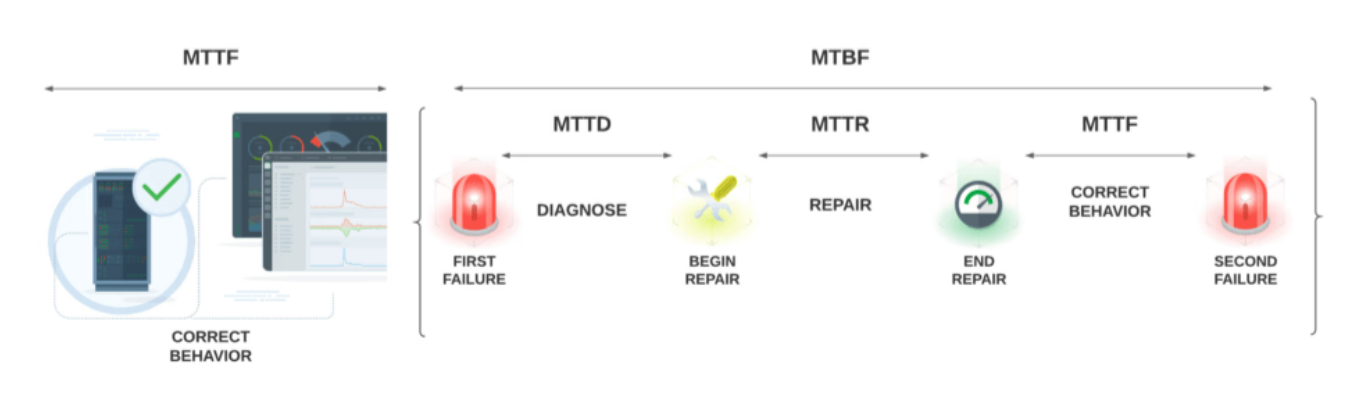 MTTF
MTBF
MTTD
MTTR
MTTF
DIAGNOSE
REPAIR
CORRECT
BEHAVIOR
FIRST
FAILURE
BEGIN
REPAIR
END
REPAIR
SECOND
FAILURE
CORRECT
BEHAVIOR